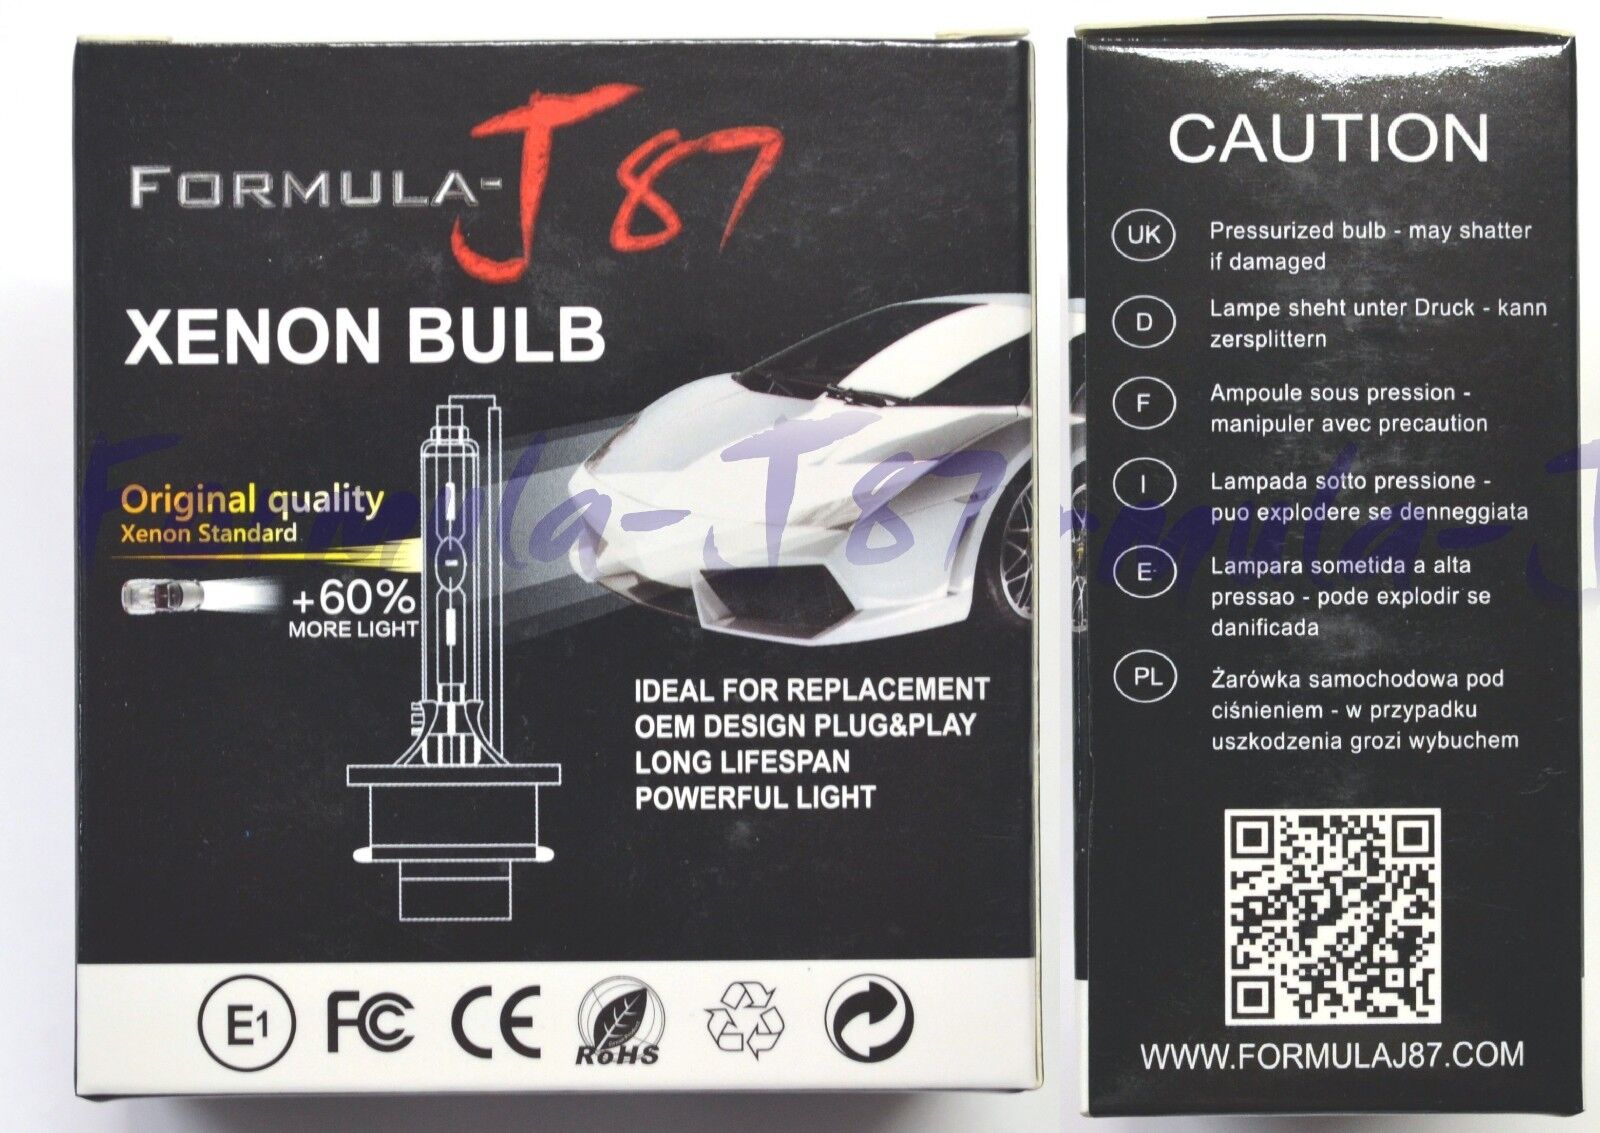 FORMULA-J87
XENON BULB
Original quality
Xenon Standard
+60%
MORE LIGHT
IDEAL FOR REPLACEMENT
OEM DESIGN PLUG&PLAY
LONG LIFESPAN
POWERFUL LIGHT
E1
FC
CE
RoHS
CAUTION
UK
Pressurized bulb - may shatter
if damaged
D
Lampe sheht unter Druck - kann
zersplittern
F
Ampoule sous pression -
manipuler avec precaution
I
Lampada sotto pressione -
puo explodere se denneggiata
E
Lampara sometida a alta
pressao - pode explodir se
danificada
PL
Żarówka samochodowa pod
ciśnieniem - w przypadku
uszkodzenia grozi wybuchem
WWW.FORMULAJ87.COM
Formula-J87